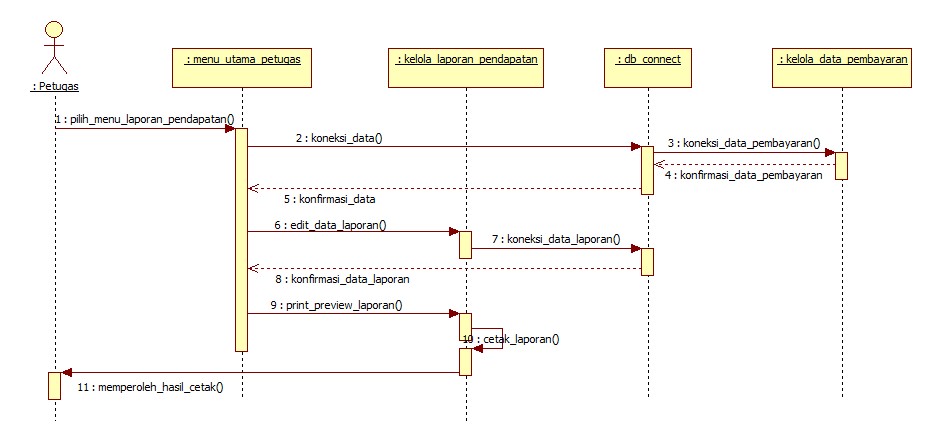 : Petugas
: menu_utama_petugas
: kelola_laporan_pendapatan
: db_connect
: kelola_data_pembayaran
1 : pilih_menu_laporan_pendapatan()
2 : koneksi_data()
3 : koneksi_data_pembayaran()
4 : konfirmasi_data_pembayaran
5 : konfirmasi_data
6 : edit_data_laporan()
7 : koneksi_data_laporan()
8 : konfirmasi_data_laporan
9 : print_preview_laporan()
10 : cetak_laporan()
11 : memperoleh_hasil_cetak()